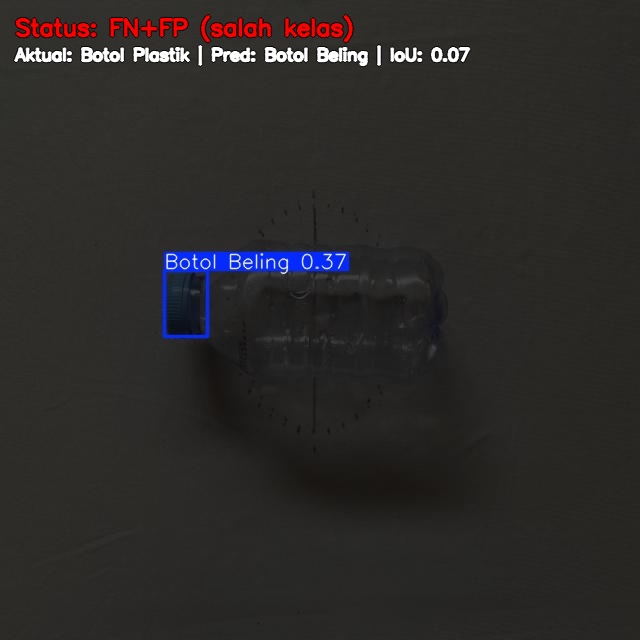 Status: FN+FP (salah kelas)
Aktual: Botol Plastik | Pred: Botol Beling | IoU: 0.07
Botol Beling 0.37